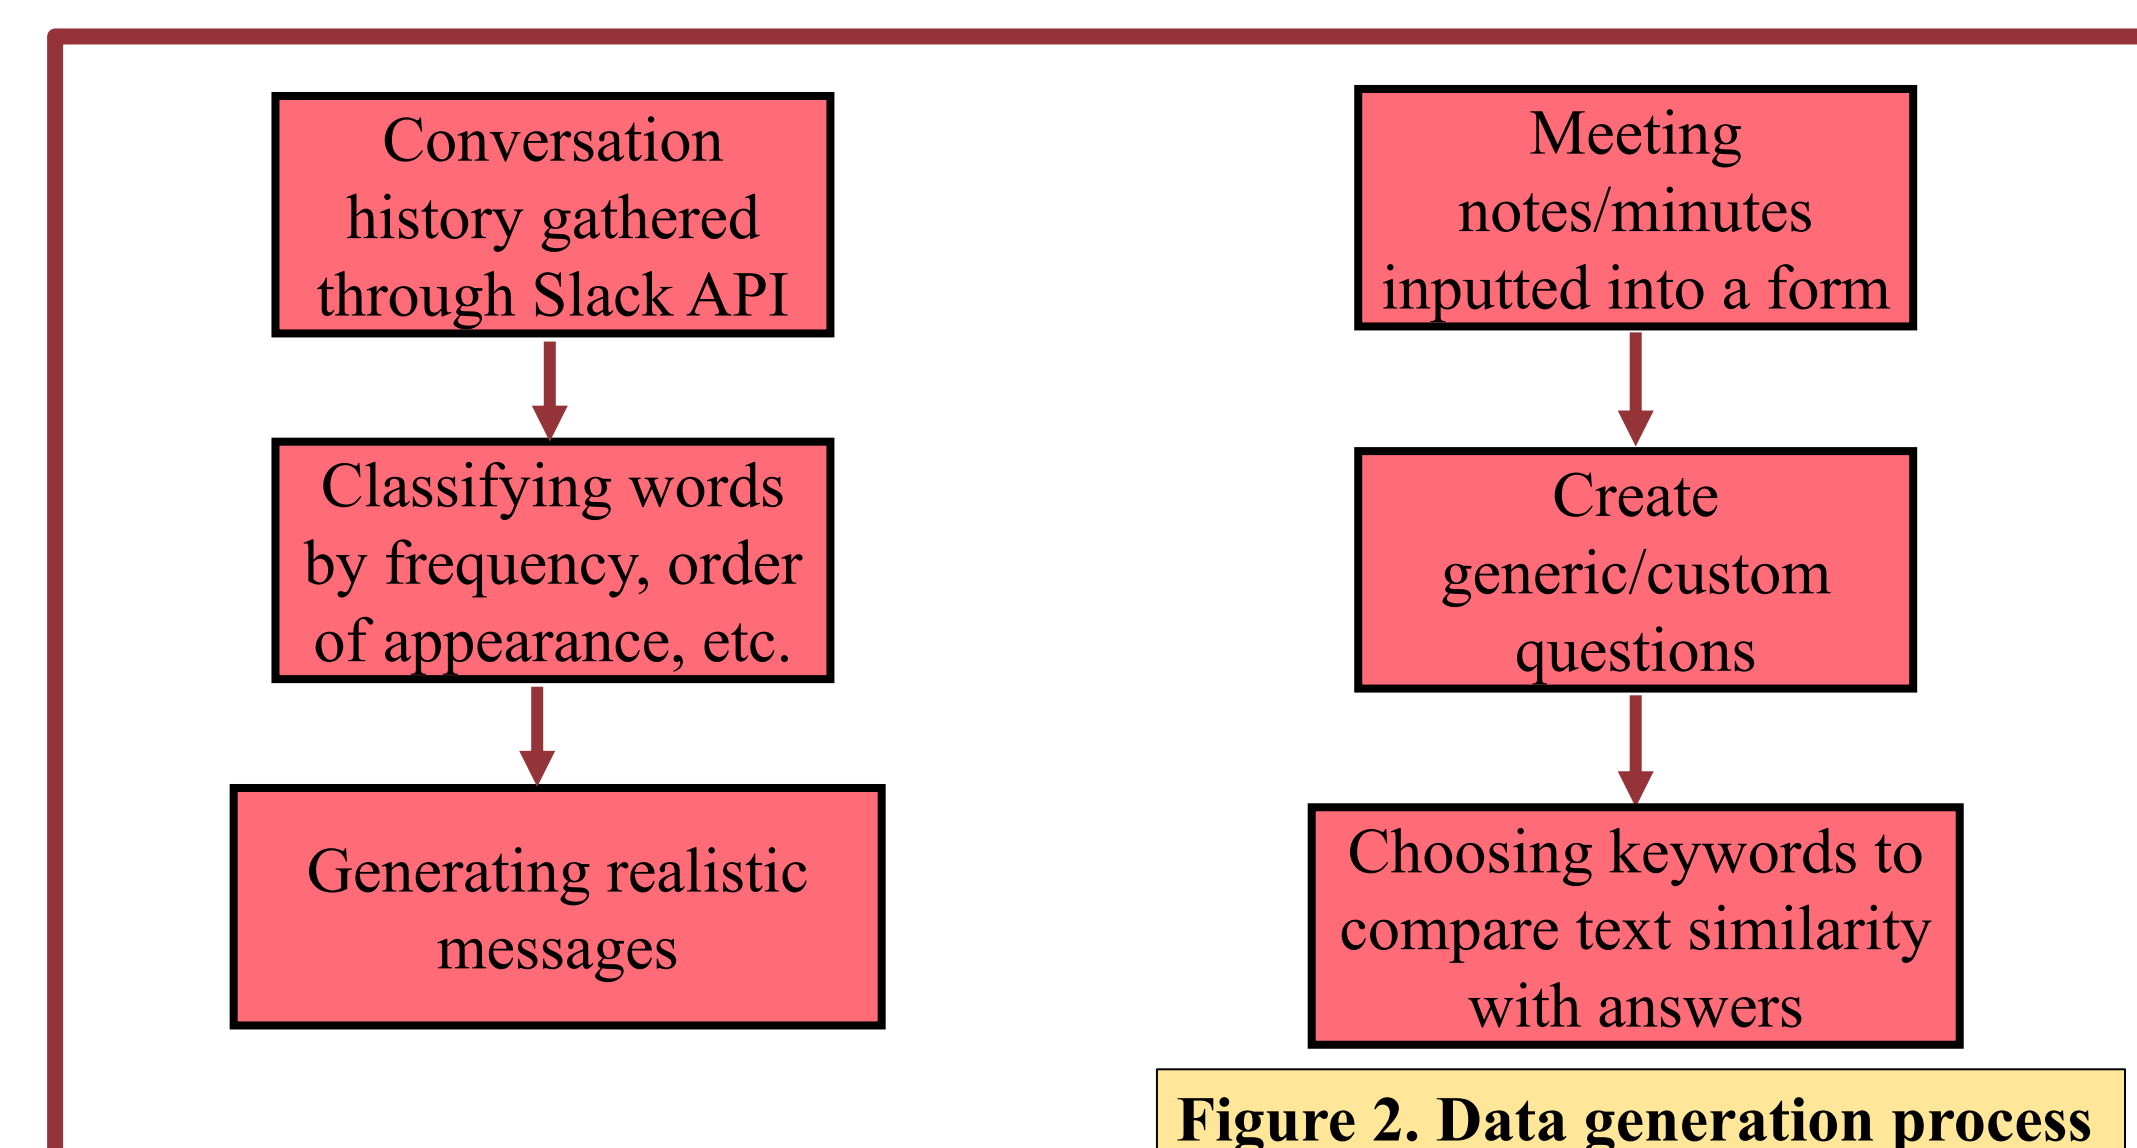 Conversation
history gathered
through Slack API
Classifying words
by frequency, order
of appearance, etc.
Generating realistic
messages
Meeting
notes/minutes
inputted into a form
Create
generic/custom
questions
Choosing keywords to
compare text similarity
with answers
Figure 2. Data generation process